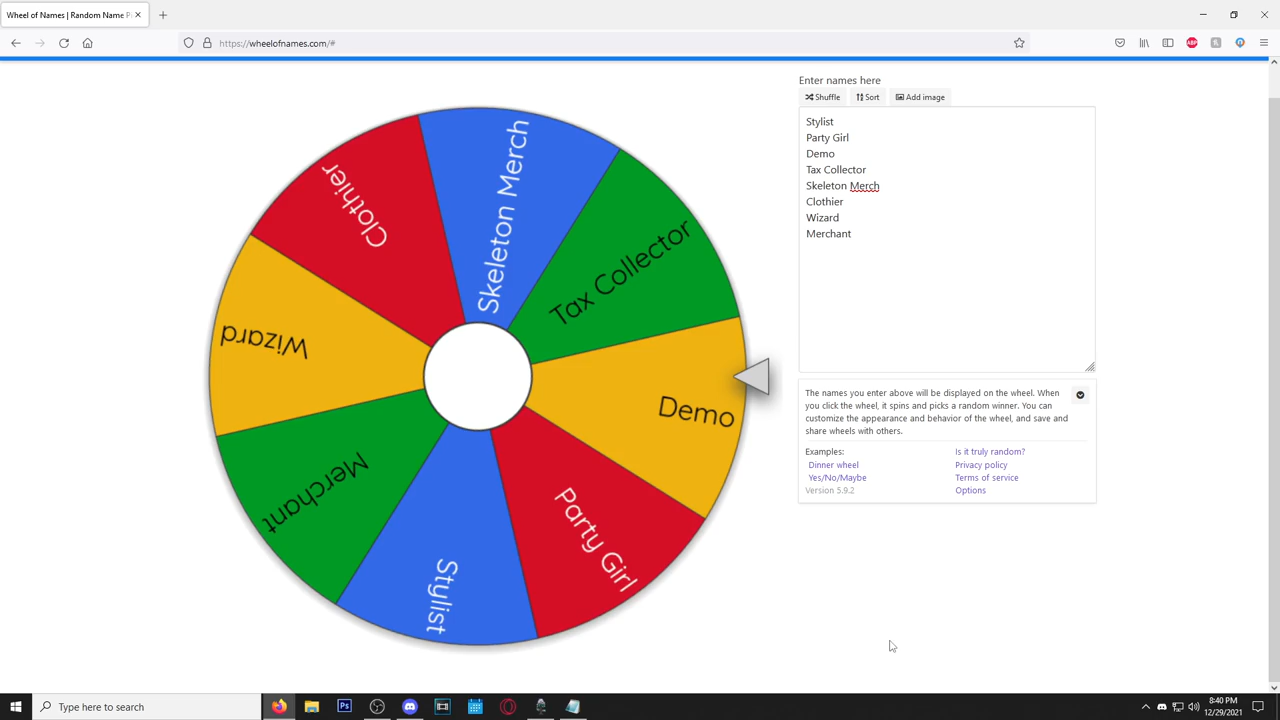 Wheel of Names | Random Name Pi
https://wheelofnames.com/#
ABP
Enter names here
Shuffle
Sort
Add image
Stylist
Party Girl
Demo
Tax Collector
Skeleton Merch
Clothier
Wizard
Merchant
Clothier
Skeleton Merch
Tax Collector
Wizard
Demo
Merchant
Stylist
Party Girl
The names you enter above will be displayed on the wheel. When
you click the wheel, it spins and picks a random winner. You can
customize the appearance and behavior of the wheel, and save and
share wheels with others.
Examples:
Dinner wheel
Yes/No/Maybe
Version 5.9.2
Is it truly random?
Privacy policy
Terms of service
Options
Type here to search
Ps
8:40 PM
12/29/2021